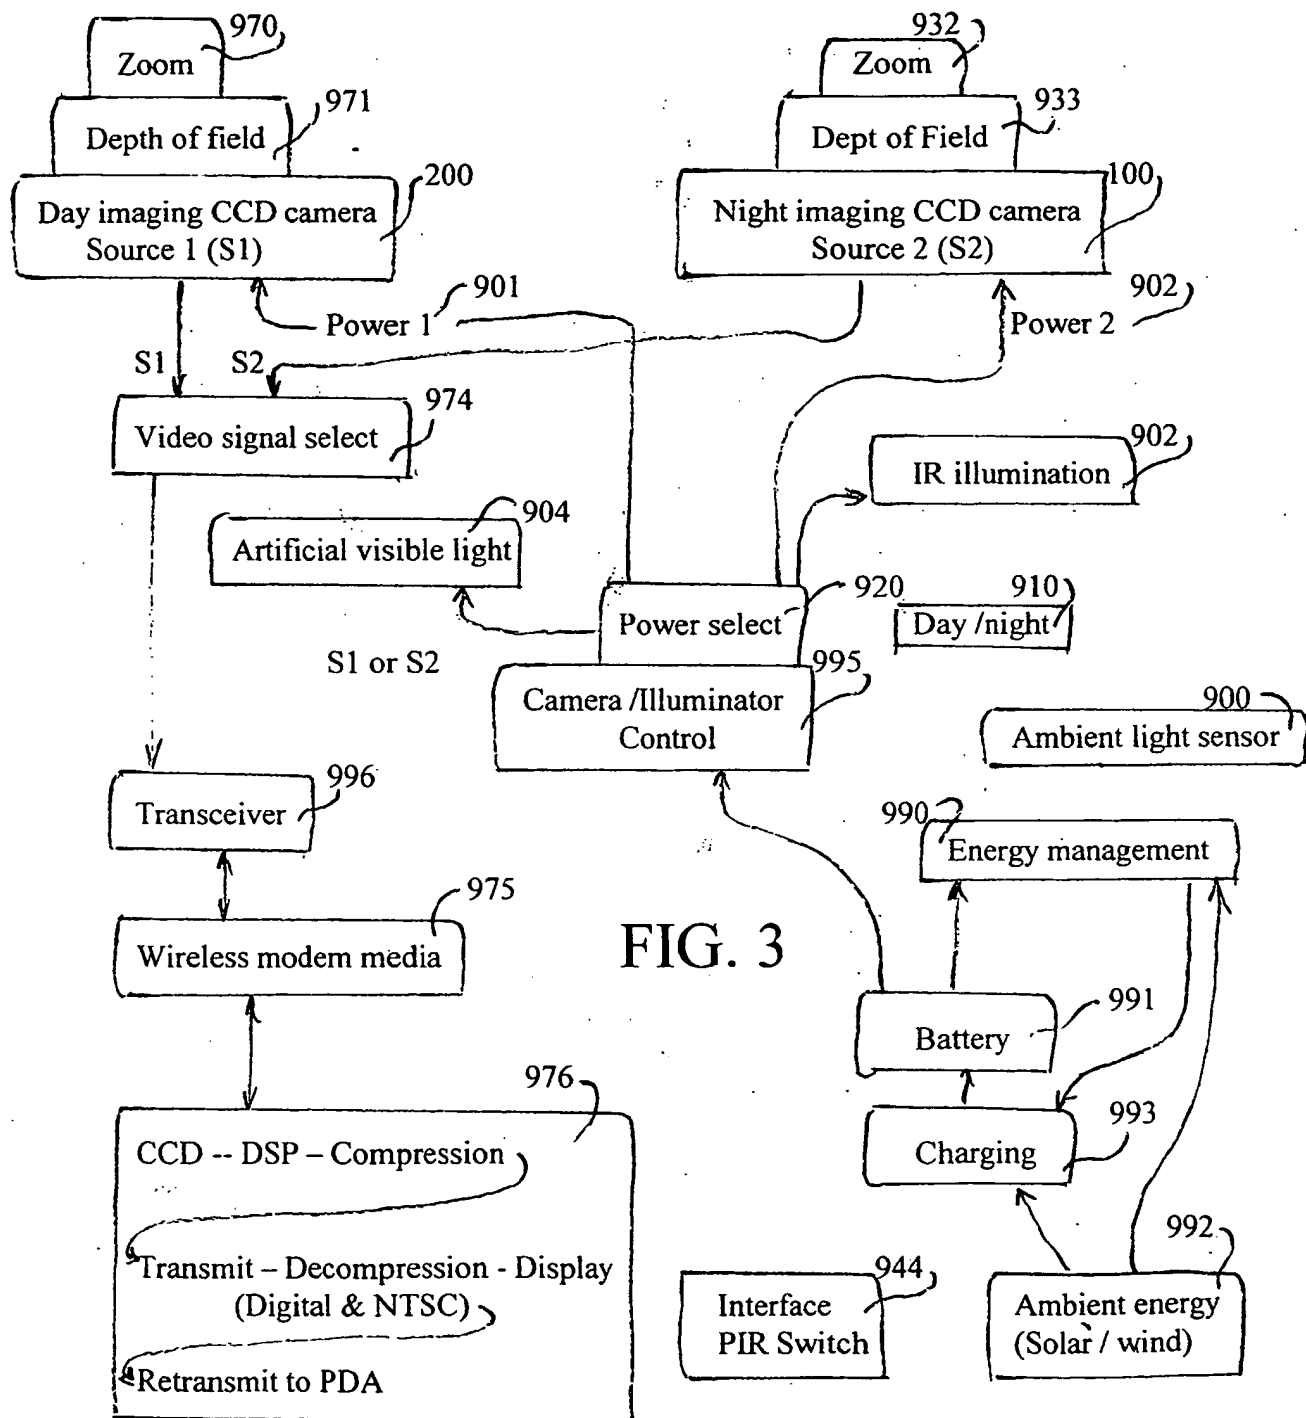 970
Zoom
971
Depth of field
200
Day imaging CCD camera
Source 1 (S1)
932
Zoom
933
Dept of Field
100
Night imaging CCD camera
Source 2 (S2)
901
Power 1
902
Power 2
S1
S2
974
Video signal select
902
IR illumination
904
Artificial visible light
920
Power select
910
Day /night
S1 or S2
995
Camera /Illuminator
Control
900
Ambient light sensor
996
Transceiver
990
Energy management
975
Wireless modem media
FIG. 3
991
Battery
976
CCD -- DSP – Compression
Transmit – Decompression - Display
(Digital & NTSC)
Retransmit to PDA
993
Charging
944
Interface
PIR Switch
992
Ambient energy
(Solar / wind)